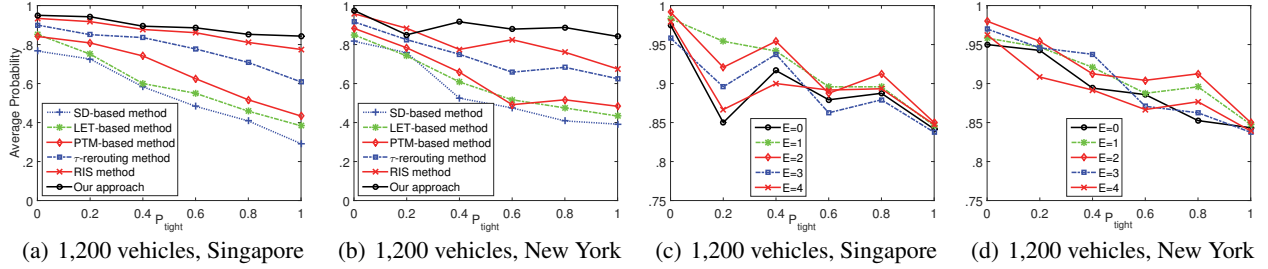 Average Probability
1
.8
.6
.4
.2
0
SD-based method
LET-based method
PTM-based method
τ-rerouting method
RIS method
Our approach
0 0.2 0.4 0.6 0.8 1
P_tight
(a) 1,200 vehicles, Singapore
1
.8
.6
.4
.2
0
SD-based method
LET-based method
PTM-based method
τ-rerouting method
RIS method
Our approach
0 0.2 0.4 0.6 0.8 1
P_tight
(b) 1,200 vehicles, New York
1
.95
.9
.85
.8
.75
E=0
E=1
E=2
E=3
E=4
0 0.2 0.4 0.6 0.8 1
P_tight
(c) 1,200 vehicles, Singapore
1
.95
.9
.85
.8
.75
E=0
E=1
E=2
E=3
E=4
0 0.2 0.4 0.6 0.8 1
P_tight
(d) 1,200 vehicles, New York